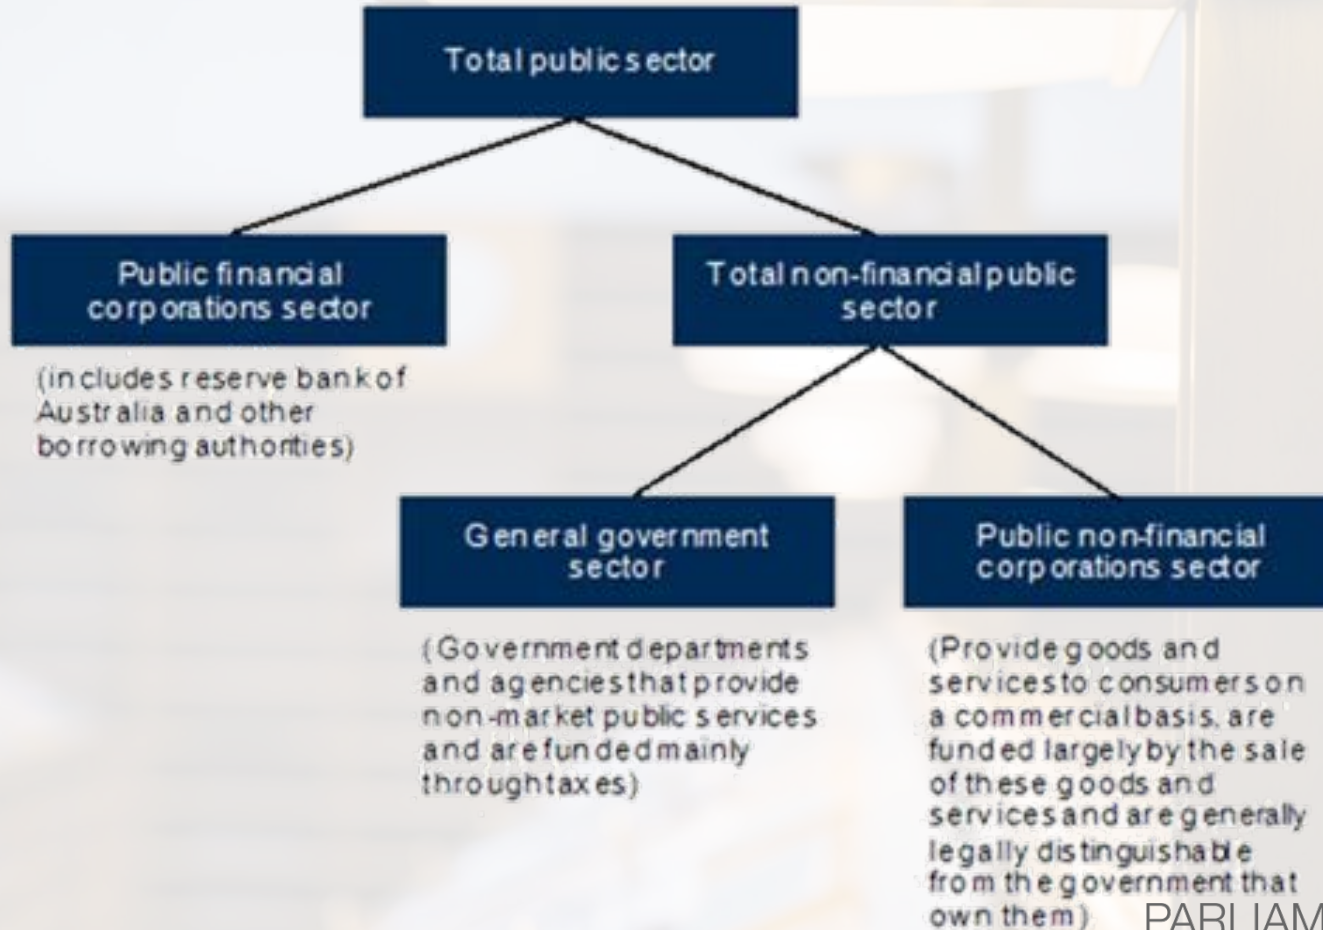 Total public sector
Public financial
corporations sector
Total non-financial public
sector
(includes reserve bank of
Australia and other
borrowing authorities)
General government
sector
Public non-financial
corporations sector
(Government departments
and agencies that provide
non-market public services
and are funded mainly
through taxes)
(Provide goods and
services to consumers on
a commercial basis, are
funded largely by the sale
of these goods and
services and are generally
legally distinguishable
from the government that
own them)
PARLIAM